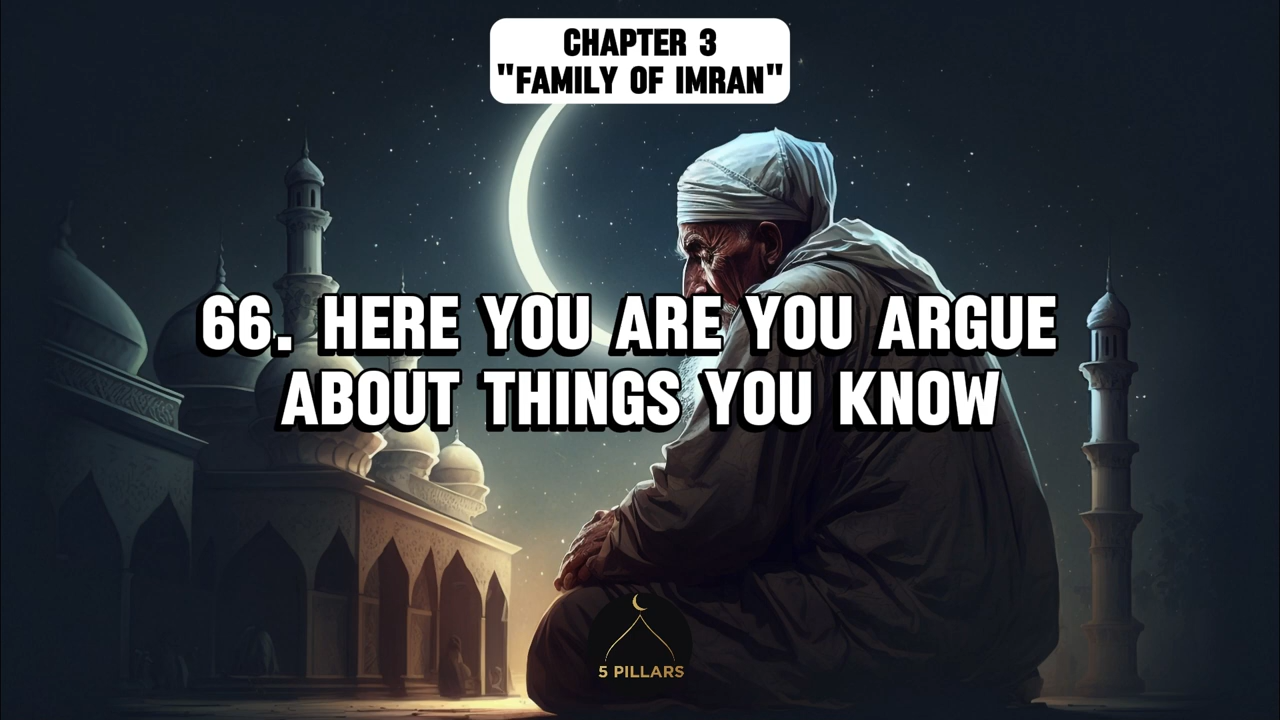 CHAPTER 3
"FAMILY OF IMRAN"
66. HERE YOU ARE YOU ARGUE
ABOUT THINGS YOU KNOW
5 PILLARS